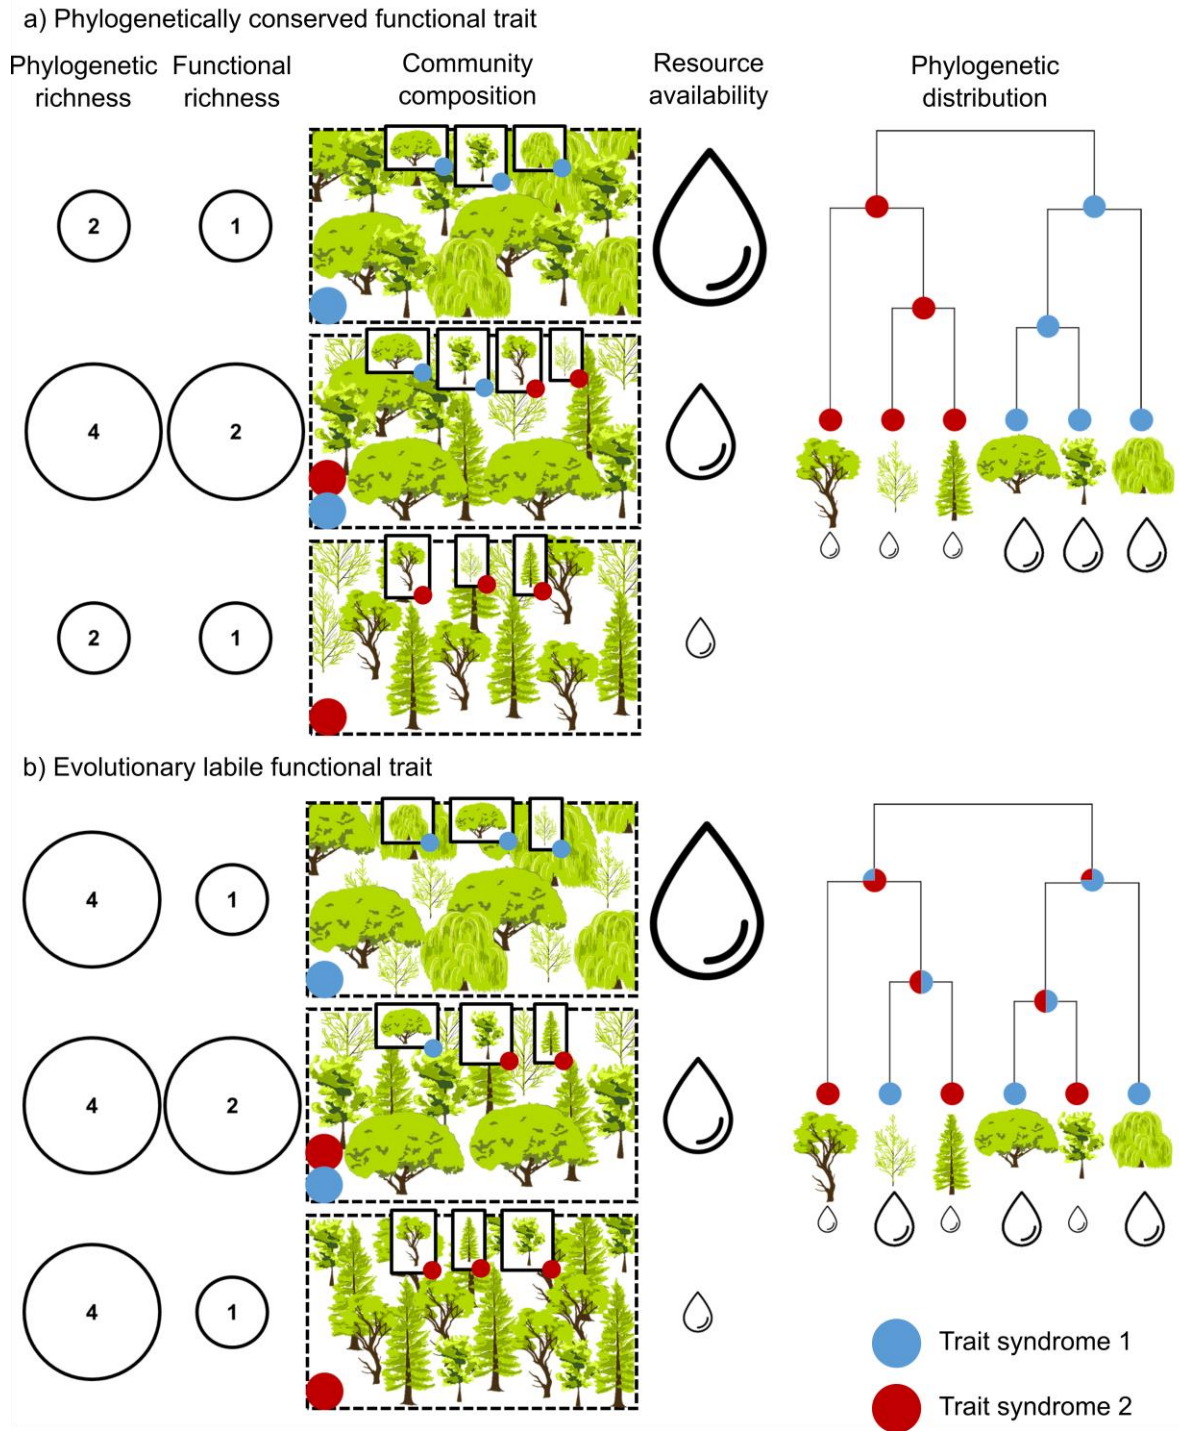 a) Phylogenetically conserved functional trait
Phylogenetic richness
Functional richness
Community composition
Resource availability
Phylogenetic distribution
2
1
4
2
2
1
b) Evolutionary labile functional trait
4
1
4
2
4
1
Trait syndrome 1
Trait syndrome 2